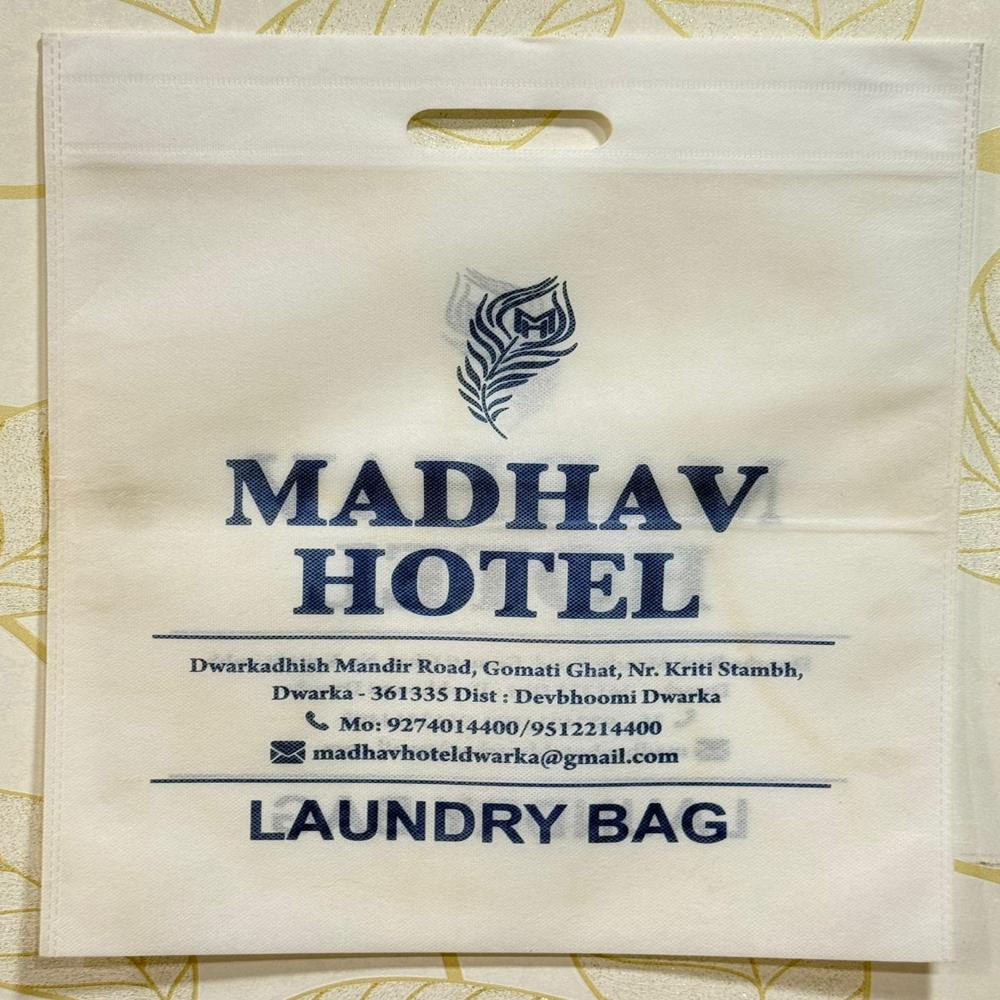 MH
MADHAV
HOTEL
Dwarkadhish Mandir Road, Gomati Ghat, Nr. Kriti Stambh,
Dwarka - 361335 Dist : Devbhoomi Dwarka
Mo: 9274014400/9512214400
madhavhoteldwarka@gmail.com
LAUNDRY BAG